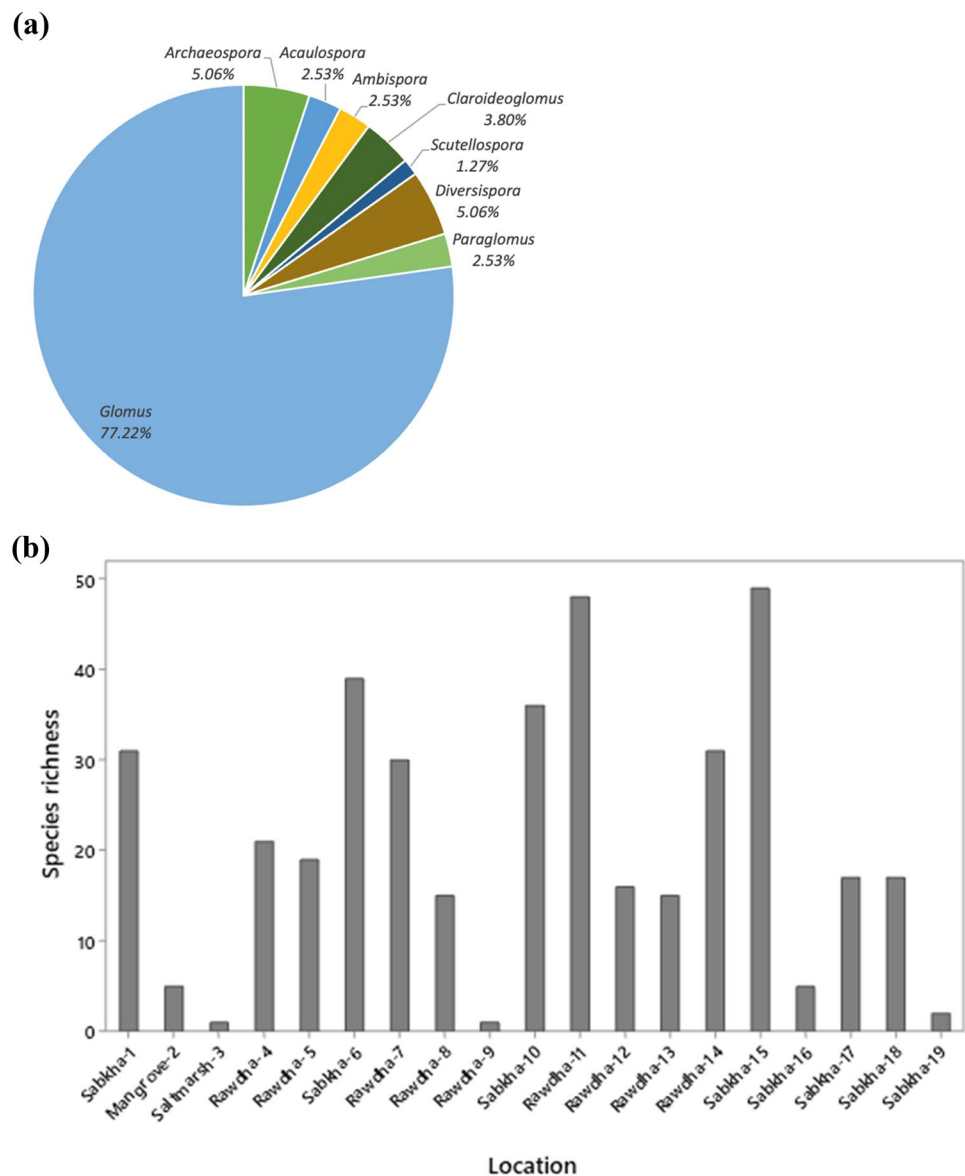 (a)
Archaeospora
5.06%
Acaulospora
2.53%
Ambispora
2.53%
Claroideoglomus
3.80%
Scutellospora
1.27%
Diversispora
5.06%
Paraglomus
2.53%
Glomus
77.22%
(b)
Species richness
50
40
30
20
10
0
Sabkha-1
Mangrove-2
Saltmarsh-3
Rawdha-4
Rawdha-5
Sabkha-6
Rawdha-7
Rawdha-8
Rawdha-9
Sabkha-10
Rawdha-11
Rawdha-12
Rawdha-13
Rawdha-14
Sabkha-15
Sabkha-16
Sabkha-17
Sabkha-18
Sabkha-19
Location